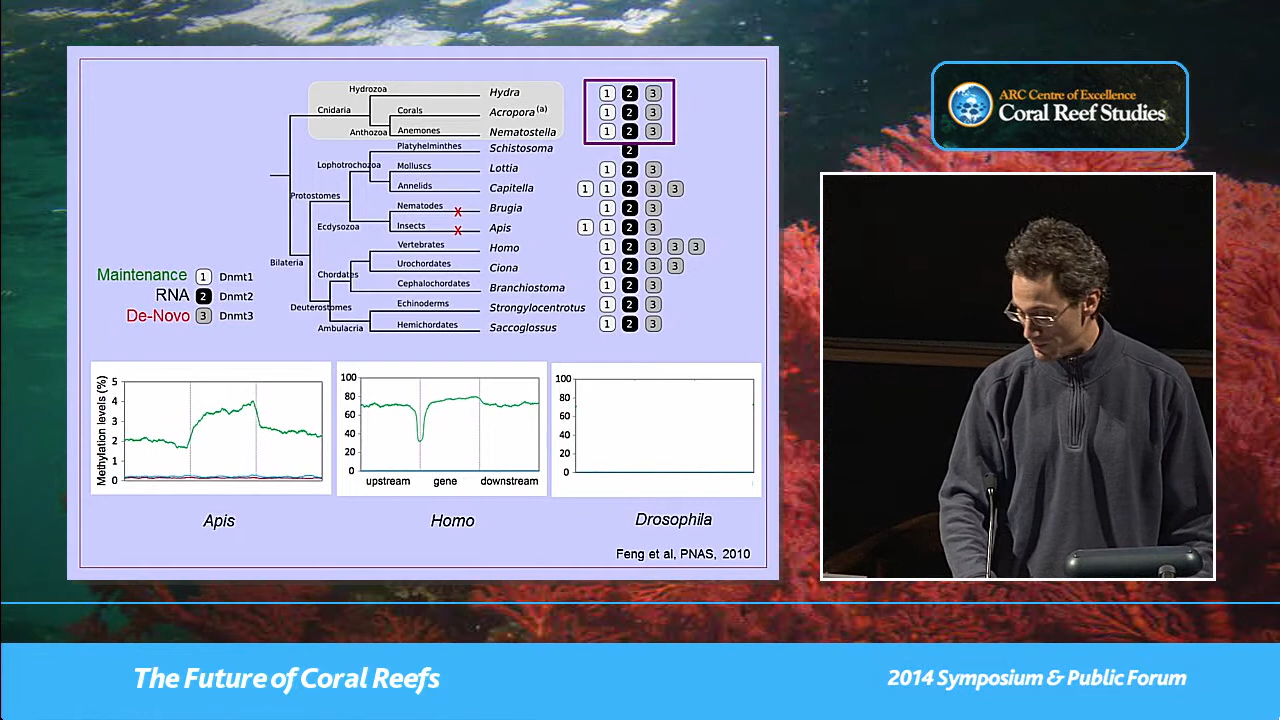 ARC Centre of Excellence
Coral Reef Studies
Hydrozoa
Cnidaria
Anthozoa
Corals
Anemones
Hydra 1 2 3
Acropora (a) 1 2 3
Nematostella 1 2 3
Platyhelminthes Schistosoma 2
Lophotrochozoa Molluscs Lottia 1 2 3
Annelids Capitella 1 1 2 3 3
Protostomes
Nematodes X Brugia 1 2 3
Ecdysozoa Insects X Apis 1 1 2 3
Vertebrates Homo 1 2 3 3 3
Bilateria
Urochordates Ciona 1 2 3 3
Chordates
Cephalochordates Branchiostoma 1 2 3
Deuterostomes
Echinoderms Strongylocentrotus 1 2 3
Ambulacria Hemichordates Saccoglossus 1 2 3
Maintenance 1 Dnmt1
RNA 2 Dnmt2
De-Novo 3 Dnmt3
Methylation levels (%)
5
4
3
2
1
0
100
80
60
40
20
0
upstream gene downstream
100
80
60
40
20
0
Apis Homo Drosophila
Feng et al, PNAS, 2010
The Future of Coral Reefs
2014 Symposium & Public Forum